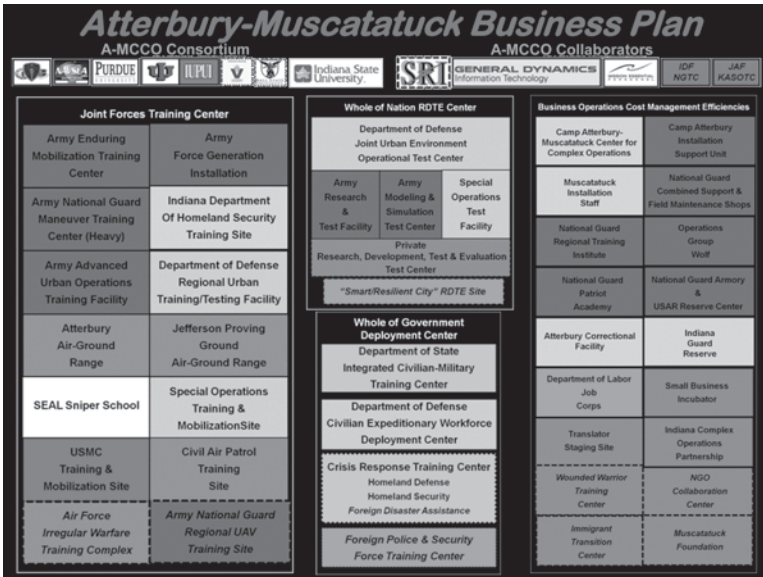 Atterbury-Muscatatuck Business Plan
A-MCCO Consortium
A-MCCO Collaborators
PURDUE
IUPUI
Indiana State
University
SRI
GENERAL DYNAMICS
Information Technology
IDF
NGTC
JAF
KASOTC
Joint Forces Training Center
Army Enduring
Mobilization Training
Center
Army
Force Generation
Installation
Army National Guard
Maneuver Training
Center (Heavy)
Indiana Department
Of Homeland Security
Training Site
Army Advanced
Urban Operations
Training Facility
Department of Defense
Regional Urban
Training/Testing Facility
Atterbury
Air-Ground
Range
Jefferson Proving
Ground
Air-Ground Range
SEAL Sniper School
Special Operations
Training &
MobilizationSite
USMC
Training &
Mobilization Site
Civil Air Patrol
Training
Site
Air Force
Irregular Warfare
Training Complex
Army National Guard
Regional UAV
Training Site
Whole of Nation RDTE Center
Department of Defense
Joint Urban Environment
Operational Test Center
Army
Research
&
Test Facility
Army
Modeling &
Simulation
Test Center
Special
Operations
Test
Facility
Private
Research, Development, Test & Evaluation
Test Center
“Smart/Resilient City” RDTE Site
Whole of Government
Deployment Center
Department of State
Integrated Civilian-Military
Training Center
Department of Defense
Civilian Expeditionary Workforce
Deployment Center
Crisis Response Training Center
Homeland Defense
Homeland Security
Foreign Disaster Assistance
Foreign Police & Security
Force Training Center
Business Operations Cost Management Efficiencies
Camp Atterbury-
Muscatatuck Center for
Complex Operations
Camp Atterbury
Installation
Support Unit
Muscatatuck
Installation
Staff
National Guard
Combined Support &
Field Maintenance Shops
National Guard
Regional Training
Institute
Operations
Group
Wolf
National Guard
Patriot
Academy
National Guard Armory
&
USAR Reserve Center
Atterbury Correctional
Facility
Indiana
Guard
Reserve
Department of Labor
Job
Corps
Small Business
Incubator
Translator
Staging Site
Indiana Complex
Operations
Partnership
Wounded Warrior
Training
Center
NGO
Collaboration
Center
Immigrant
Transition
Center
Muscatatuck
Foundation